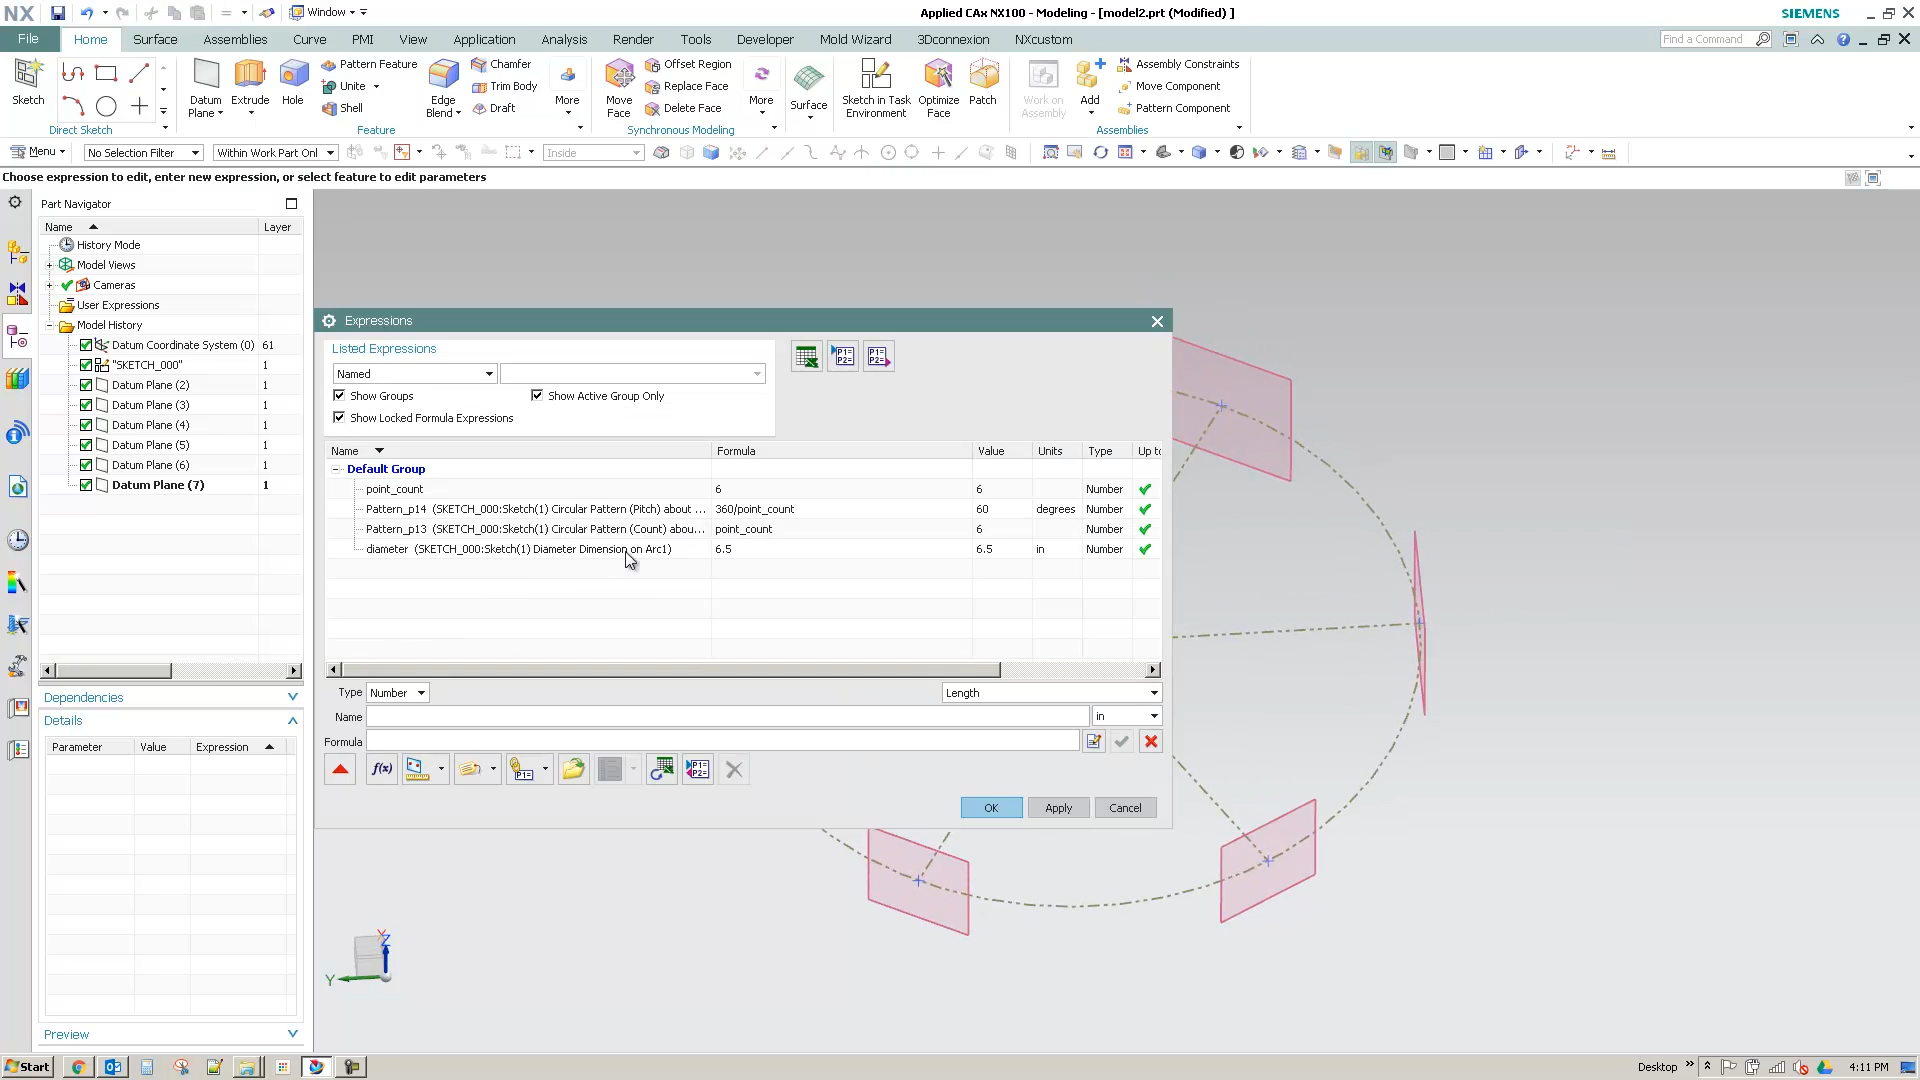 NX Window Applied CAx NX100 - Modeling - [model2.prt (Modified) ] SIEMENS
File Home Surface Assemblies Curve PMI View Application Analysis Render Tools Developer Mold Wizard 3Dconnexion NXcustom Find a Command
Sketch
Direct Sketch
Datum Plane
Extrude
Hole
Pattern Feature
Unite
Shell
Edge Blend
Chamfer
Trim Body
Draft
More
Feature
Move Face
Offset Region
Replace Face
Delete Face
More
Synchronous Modeling
Surface
Sketch in Task Environment
Optimize Face
Patch
Work on Assembly
Add
Assembly Constraints
Move Component
Pattern Component
Assemblies
Menu No Selection Filter Within Work Part Onl Inside
Choose expression to edit, enter new expression, or select feature to edit parameters
Part Navigator
Name Layer
History Mode
Model Views
Cameras
User Expressions
Model History
Datum Coordinate System (0) 61
"SKETCH_000" 1
Datum Plane (2) 1
Datum Plane (3) 1
Datum Plane (4) 1
Datum Plane (5) 1
Datum Plane (6) 1
Datum Plane (7) 1
Dependencies
Details
Parameter Value Expression
Preview
Expressions
Listed Expressions
Named
Show Groups Show Active Group Only
Show Locked Formula Expressions
P1= P2= P1= P2=
Name Formula Value Units Type Up to
Default Group
point_count 6 6 Number
Pattern_p14 (SKETCH_000:Sketch(1) Circular Pattern (Pitch) about ... 360/point_count 60 degrees Number
Pattern_p13 (SKETCH_000:Sketch(1) Circular Pattern (Count) abou... point_count 6 Number
diameter (SKETCH_000:Sketch(1) Diameter Dimension on Arc1) 6.5 6.5 in Number
Type Number Length
Name in
Formula
f(x) P1= P1= P2=
OK Apply Cancel
X Z
Y
Start Desktop 4:11 PM